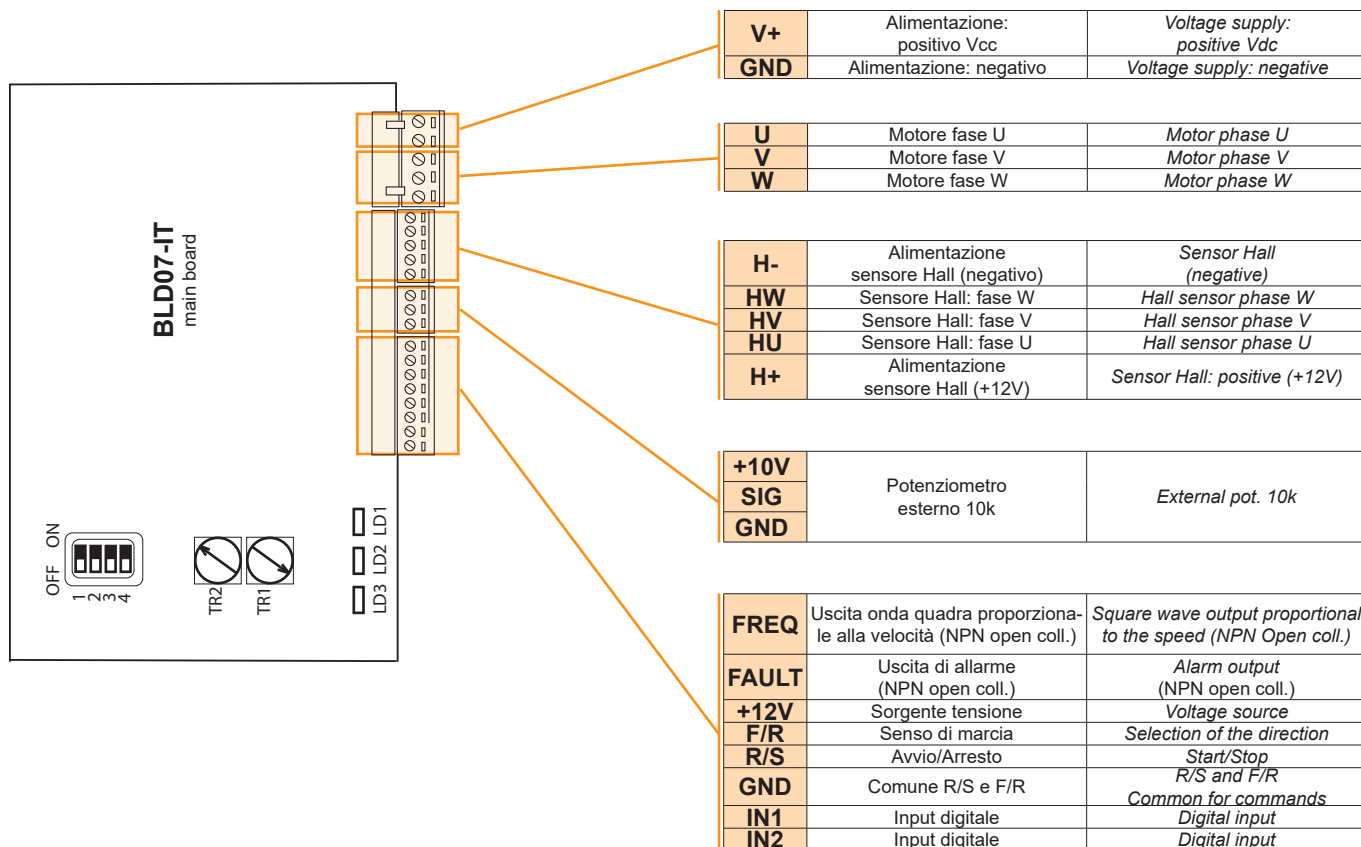 V+
Alimentazione:
positivo Vcc
Voltage supply:
positive Vdc
GND
Alimentazione: negativo
Voltage supply: negative
U
Motore fase U
Motor phase U
V
Motore fase V
Motor phase V
W
Motore fase W
Motor phase W
BLD07-IT
main board
H-
Alimentazione
sensore Hall (negativo)
Sensor Hall
(negative)
HW
Sensore Hall: fase W
Hall sensor phase W
HV
Sensore Hall: fase V
Hall sensor phase V
HU
Sensore Hall: fase U
Hall sensor phase U
H+
Alimentazione
sensore Hall (+12V)
Sensor Hall: positive (+12V)
+10V
SIG
GND
Potenziometro
esterno 10k
External pot. 10k
OFF ON
1
2
3
4
TR2
TR1
LD1
LD2
LD3
FREQ
Uscita onda quadra proporziona-
le alla velocità (NPN open coll.)
Square wave output proportional
to the speed (NPN Open coll.)
FAULT
Uscita di allarme
(NPN open coll.)
Alarm output
(NPN open coll.)
+12V
Sorgente tensione
Voltage source
F/R
Senso di marcia
Selection of the direction
R/S
Avvio/Arresto
Start/Stop
GND
Comune R/S e F/R
R/S and F/R
Common for commands
IN1
Input digitale
Digital input
IN2
Input digitale
Digital input